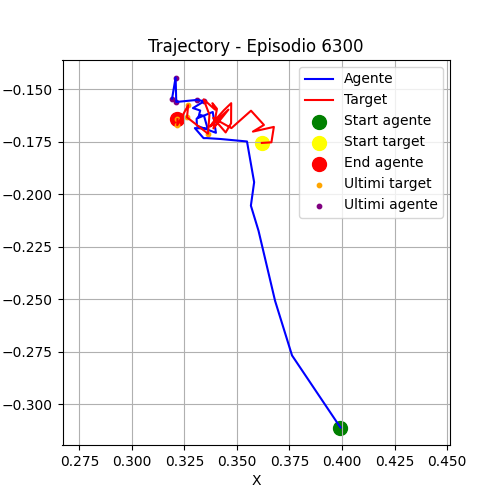 Trajectory - Episodio 6300
Agente
Target
Start agente
Start target
End agente
Ultimi target
Ultimi agente
−0.150
−0.175
−0.200
−0.225
−0.250
−0.275
−0.300
0.275
0.300
0.325
0.350
0.375
0.400
0.425
0.450
X